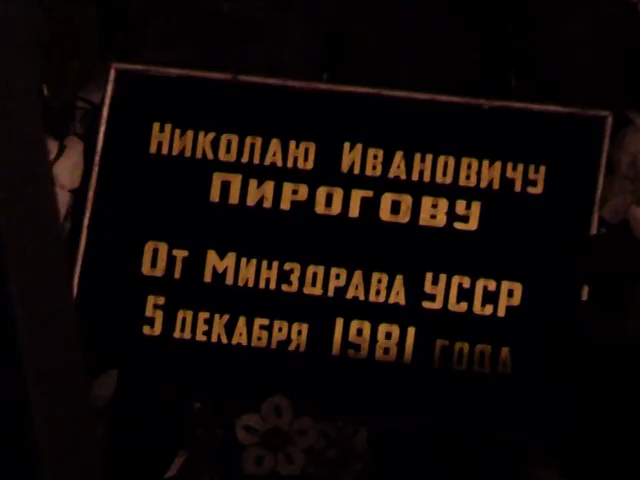 НИКОЛАЮ ИВАНОВИЧУ
ПИРОГОВУ
ОТ МИНЗДРАВА УССР
5 ДЕКАБРЯ 1981 ГОДА